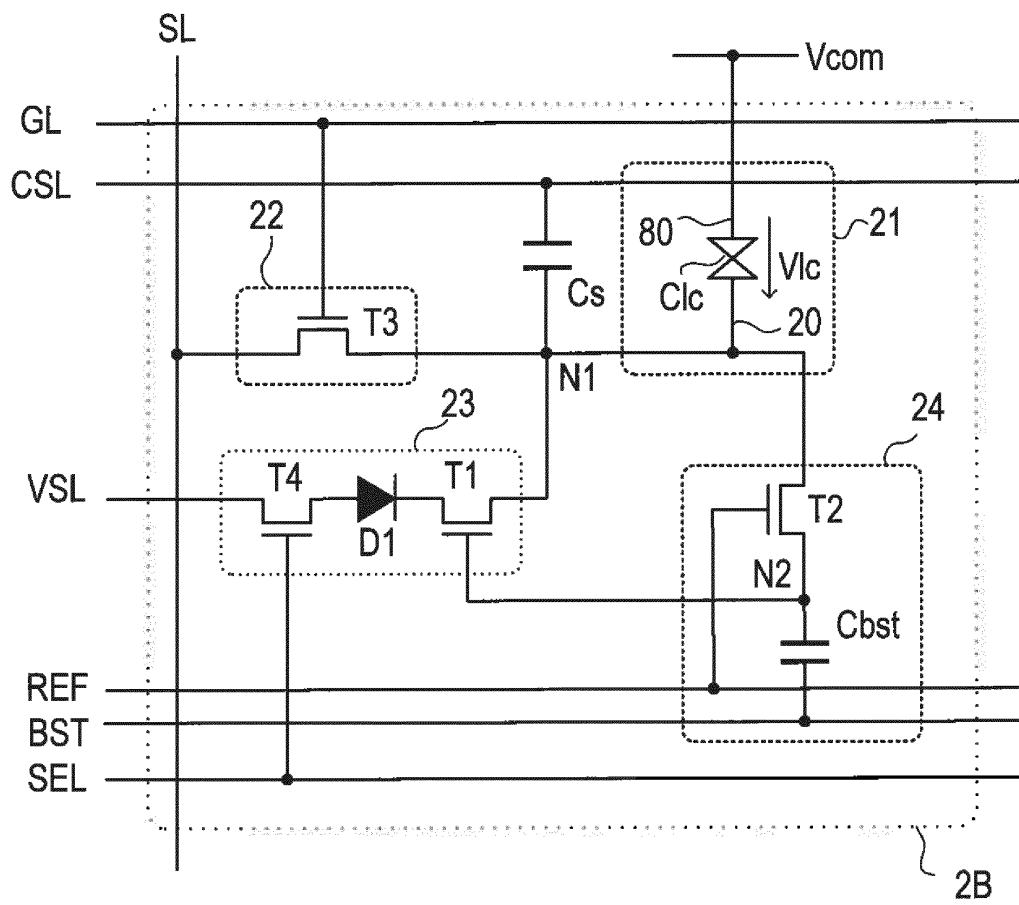 SL
Vcom
GL
CSL
22
80
21
Vlc
Cs
Clc
T3
20
N1
23
24
VSL
T4
T1
D1
T2
N2
Cbst
REF
BST
SEL
2B